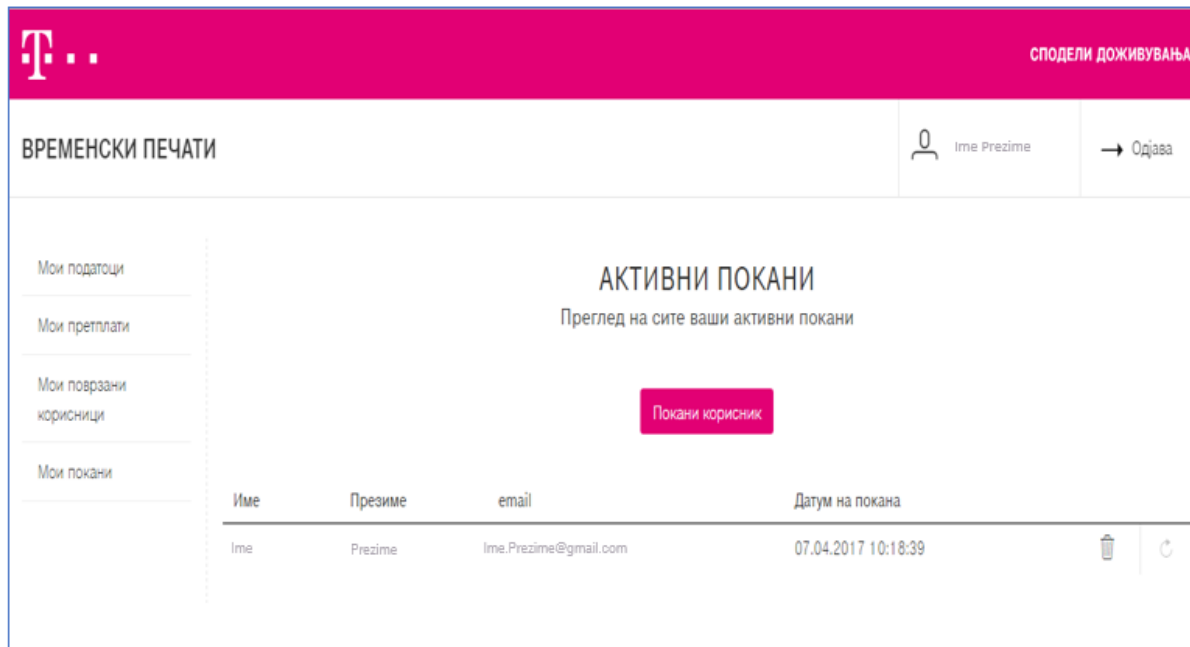 T
СПОДЕЛИ ДОЖИВУВАЊА
ВРЕМЕНСКИ ПЕЧАТИ
Ime Prezime
Одјава
Мои податоци
Мои претплати
Мои поврзани
корисници
Мои покани
АКТИВНИ ПОКАНИ
Преглед на сите ваши активни покани
Покани корисник
Име Презиме email Датум на покана
Ime Prezime Ime.Prezime@gmail.com 07.04.2017 10:18:39